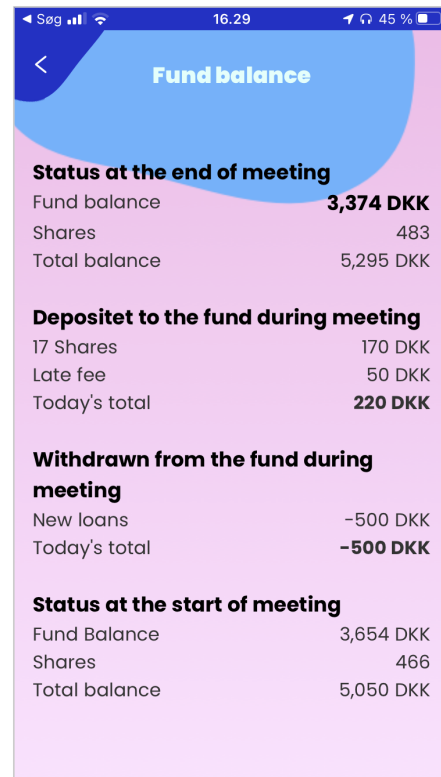 ◀ Søg 16.29 45 %
Fund balance
Status at the end of meeting
Fund balance 3,374 DKK
Shares 483
Total balance 5,295 DKK
Depositet to the fund during meeting
17 Shares 170 DKK
Late fee 50 DKK
Today's total 220 DKK
Withdrawn from the fund during
meeting
New loans -500 DKK
Today's total -500 DKK
Status at the start of meeting
Fund Balance 3,654 DKK
Shares 466
Total balance 5,050 DKK